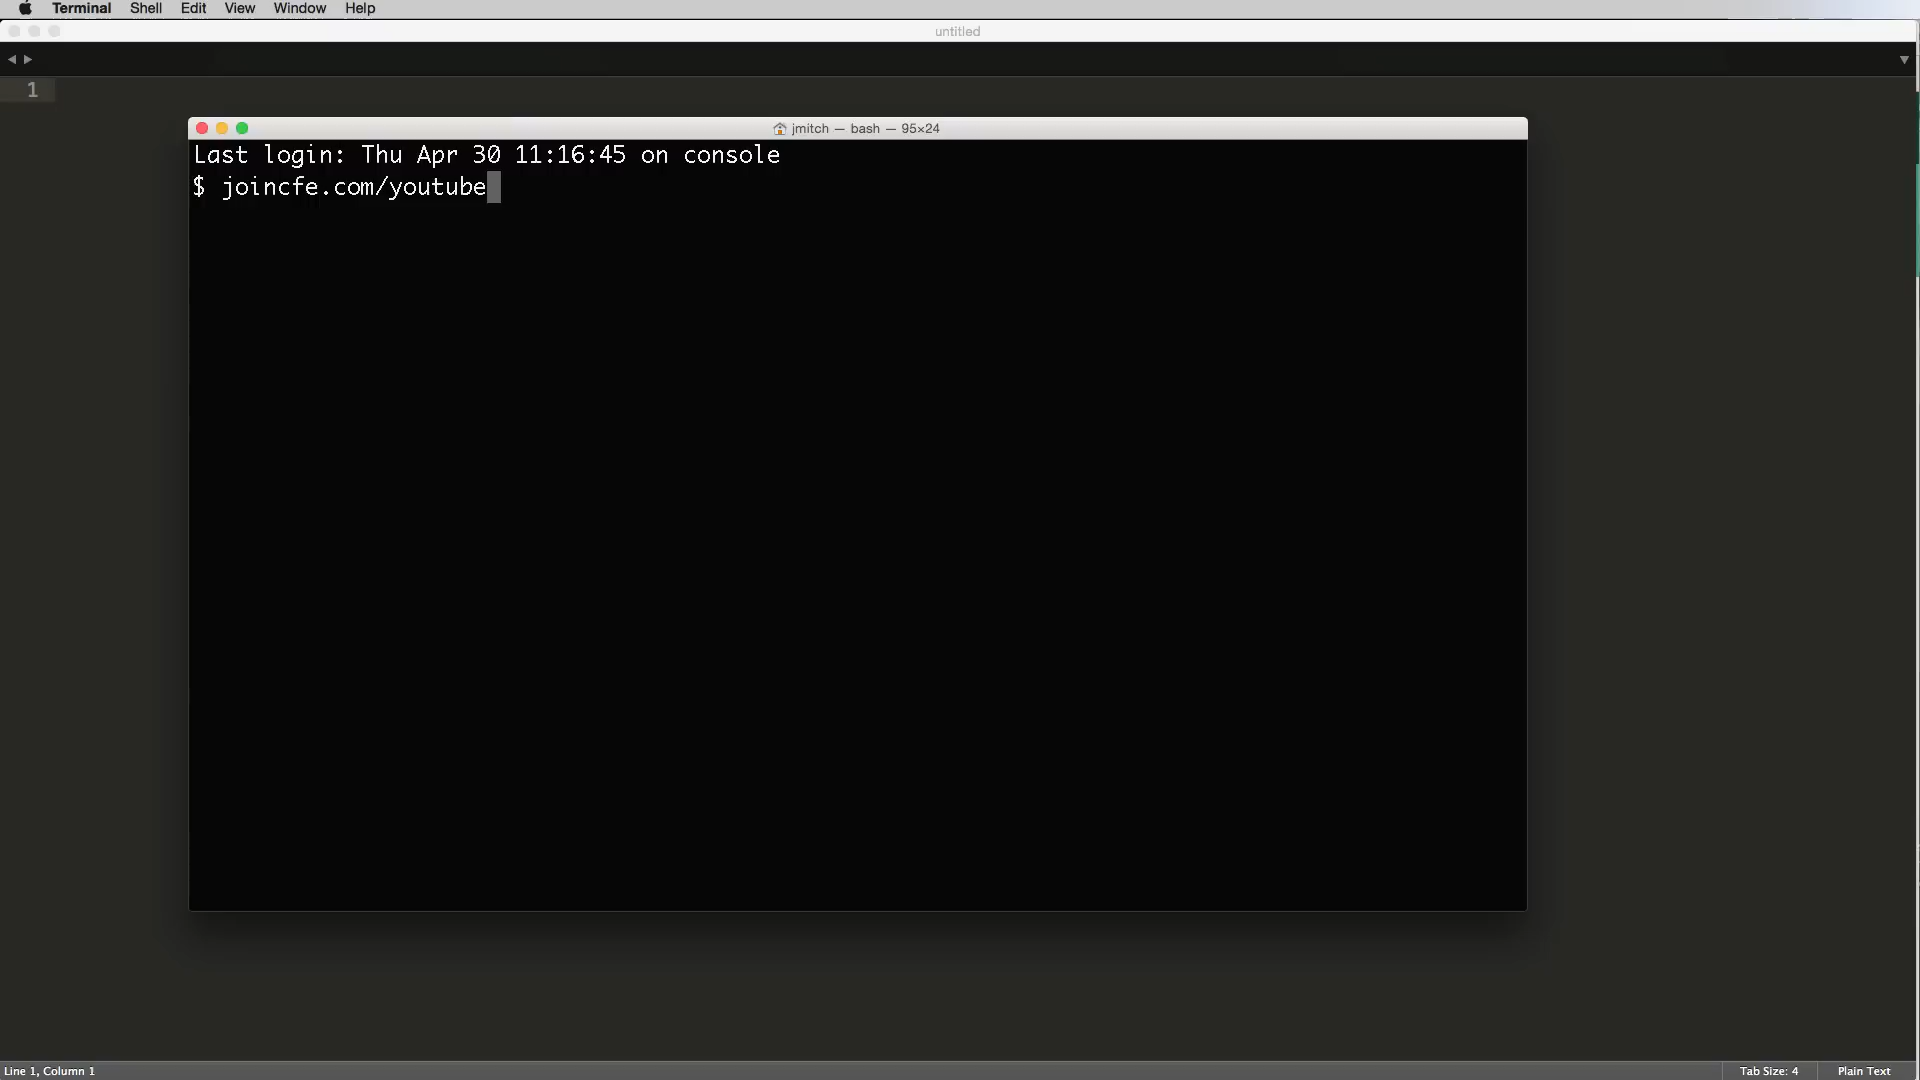 Terminal Shell Edit View Window Help
untitled
1
jmitch — bash — 95×24
Last login: Thu Apr 30 11:16:45 on console
$ joincfe.com/youtube
Line 1, Column 1 Tab Size: 4 Plain Text